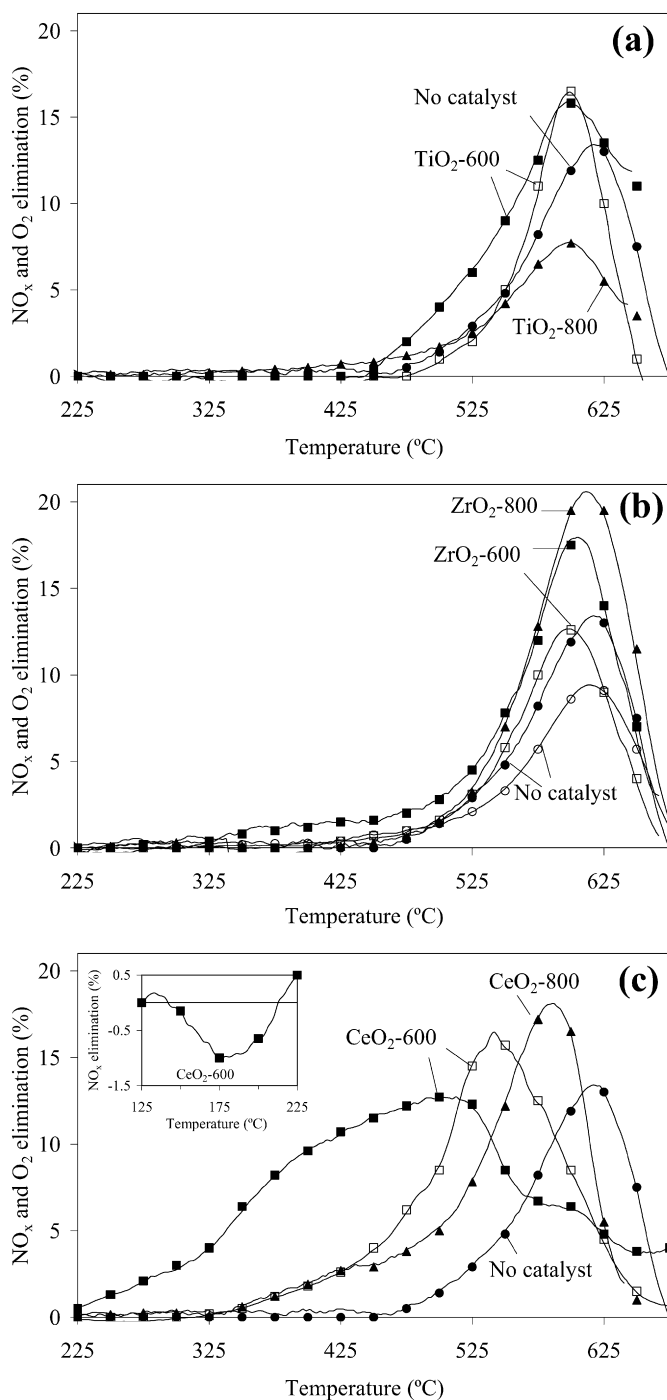 (a)
NOₓ and O₂ elimination (%)
20
15
10
5
0
No catalyst
TiO₂-600
TiO₂-800
225 325 425 525 625
Temperature (ºC)
(b)
NOₓ and O₂ elimination (%)
20
15
10
5
0
ZrO₂-800
ZrO₂-600
No catalyst
225 325 425 525 625
Temperature (ºC)
(c)
NOₓ and O₂ elimination (%)
20
15
10
5
0
NOₓ elimination (%)
0.5
-0.5
-1.5
CeO₂-600
125 175 225
Temperature (ºC)
CeO₂-800
CeO₂-600
No catalyst
225 325 425 525 625
Temperature (ºC)